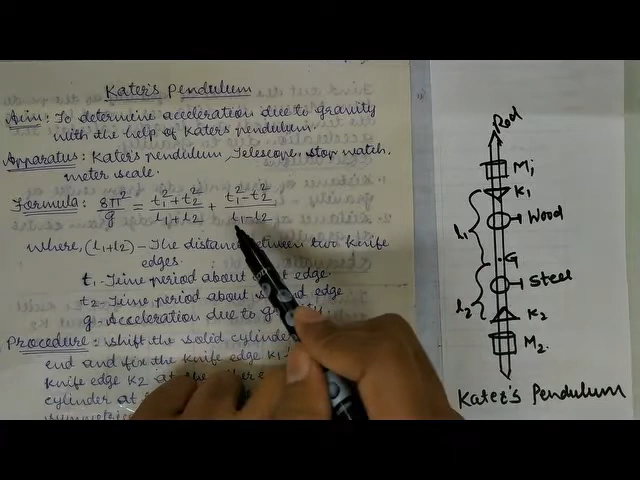 Kater's Pendulum
Aim: To determine acceleration due to gravity
with the help of Kater's pendulum.
Apparatus: Kater's pendulum, Telescope, stop watch,
meter scale.
Formula: 8π²/g = t₁²+t₂²/l₁+l₂ + t₁²-t₂²/l₁-l₂
Where, (l₁+l₂) - The distance between two knife
edges.
t₁-Time period about edge.
t₂-Time period about edge
g-Acceleration due to
Procedure: Shift the solid cylinder
end and fix the knife edge K₁
Knife edge K₂ at the
cylinder at
Rod
M₁
K₁
l₁
Wood
G
Steel
l₂
K₂
M₂.
Kater's Pendulum